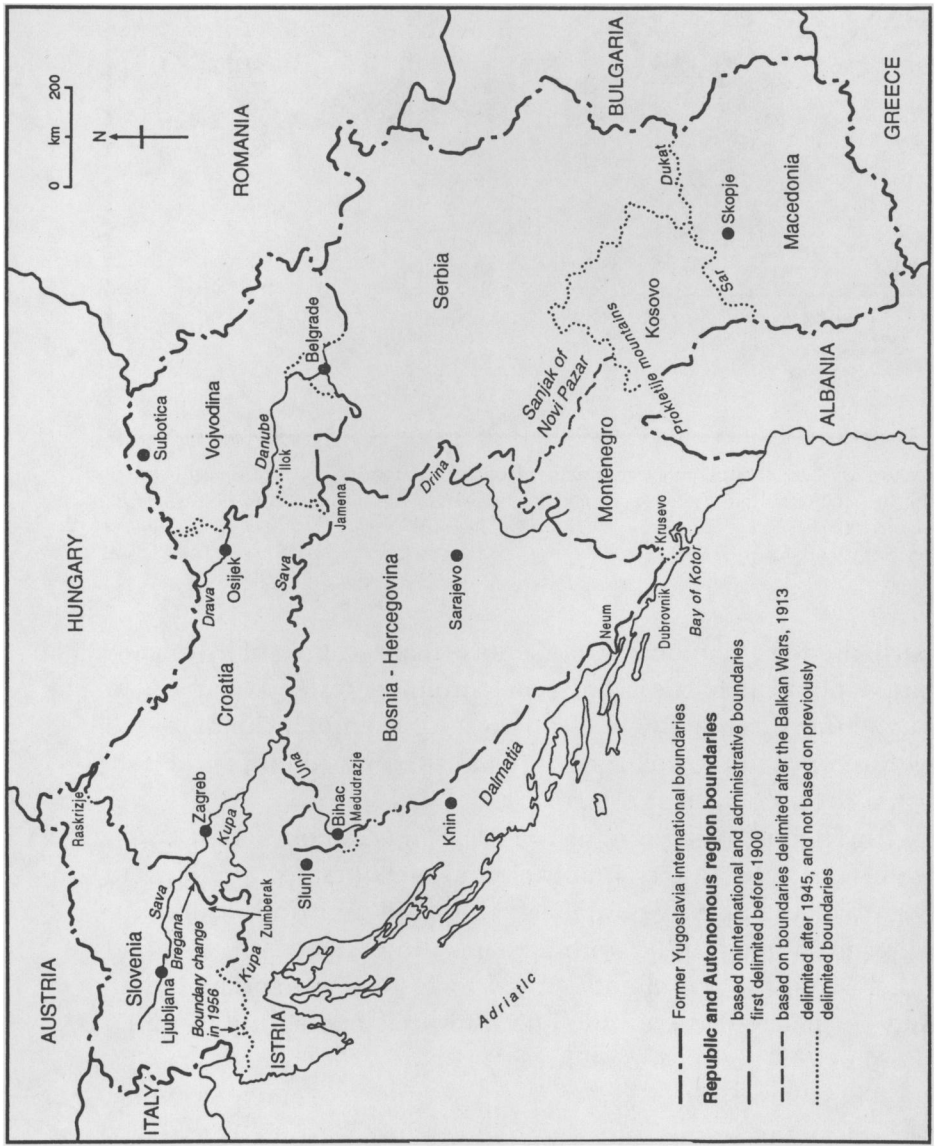 0 km 200
N
AUSTRIA
HUNGARY
ROMANIA
ITALY
Slovenia
Ljubljana
Sava
Bregana
Boundary change
in 1956
Kupa
Zumberak
ISTRIA
Raskrizje
Zagreb
Kupa
Croatia
Drava
Osijek
Subotica
Vojvodina
Danube
Ilok
Belgrade
Sava
Jamena
Una
Slunj
Bihac
Medudrazje
Knin
Dalmatia
Bosnia - Hercegovina
Sarajevo
Drina
Serbia
Sanjak of
Novi Pazar
Montenegro
Prokletije mountains
Kosovo
Neum
Dubrovnik
Krusevo
Bay of Kotor
Adriatic
BULGARIA
Dukat
Sar
Skopje
Macedonia
ALBANIA
GREECE
Former Yugoslavia international boundaries
Republic and Autonomous region boundaries
based oninternational and administrative boundaries
first delimited before 1900
based on boundaries delimited after the Balkan Wars, 1913
delimited after 1945, and not based on previously
delimited boundaries